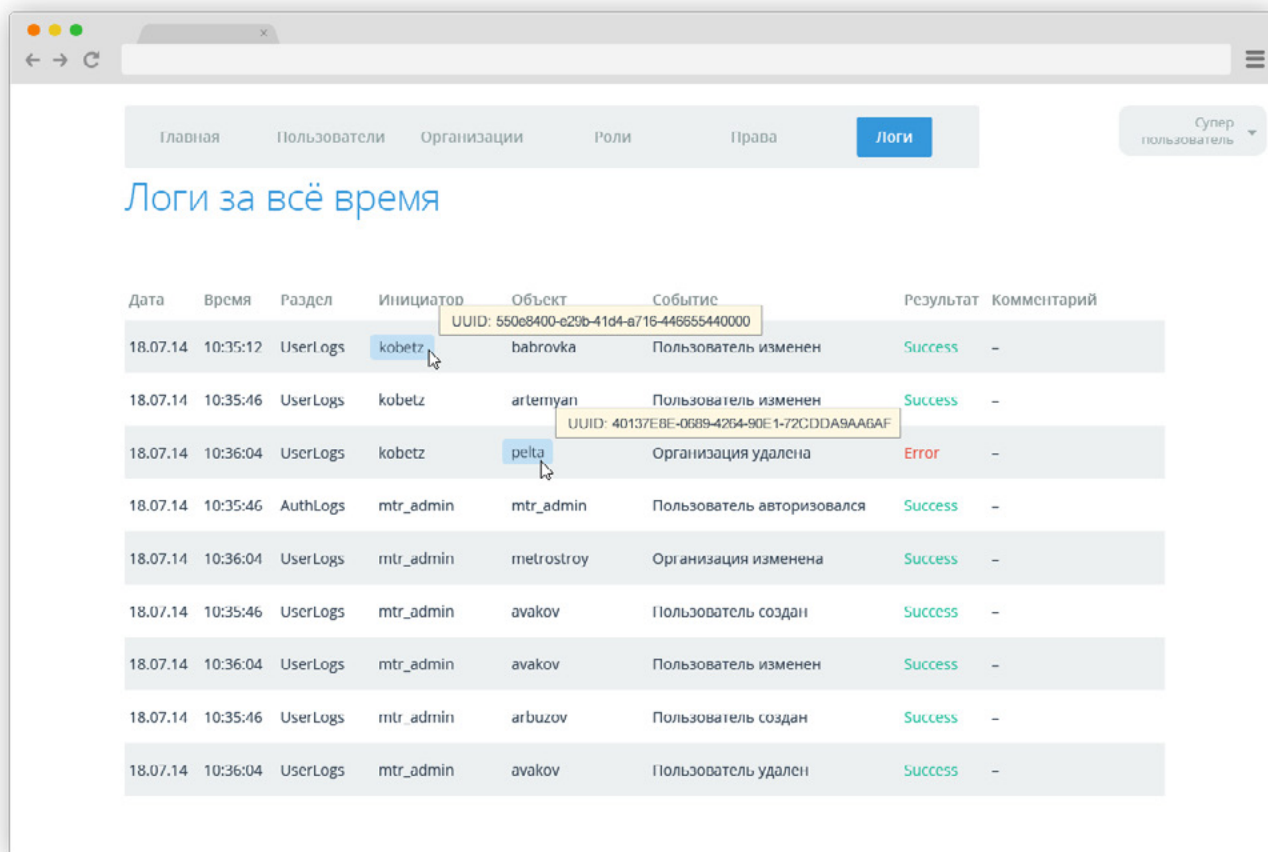 Главная Пользователи Организации Роли Права Логи
Супер
пользователь
Логи за всё время
Дата Время Раздел Инициатор Объект Событие Результат Комментарий
UUID: 550e8400-e29b-41d4-a716-446655440000
18.07.14 10:35:12 UserLogs kobetz babrovka Пользователь изменен Success –
18.07.14 10:35:46 UserLogs kobetz artemyan Пользователь изменен Success –
UUID: 40137E8E-0689-4264-90E1-72CDDA9AA6AF
18.07.14 10:36:04 UserLogs kobetz pelta Организация удалена Error –
18.07.14 10:35:46 AuthLogs mtr_admin mtr_admin Пользователь авторизовался Success –
18.07.14 10:36:04 UserLogs mtr_admin metrostroy Организация изменена Success –
18.07.14 10:35:46 UserLogs mtr_admin avakov Пользователь создан Success –
18.07.14 10:36:04 UserLogs mtr_admin avakov Пользователь изменен Success –
18.07.14 10:35:46 UserLogs mtr_admin arbuzov Пользователь создан Success –
18.07.14 10:36:04 UserLogs mtr_admin avakov Пользователь удален Success –